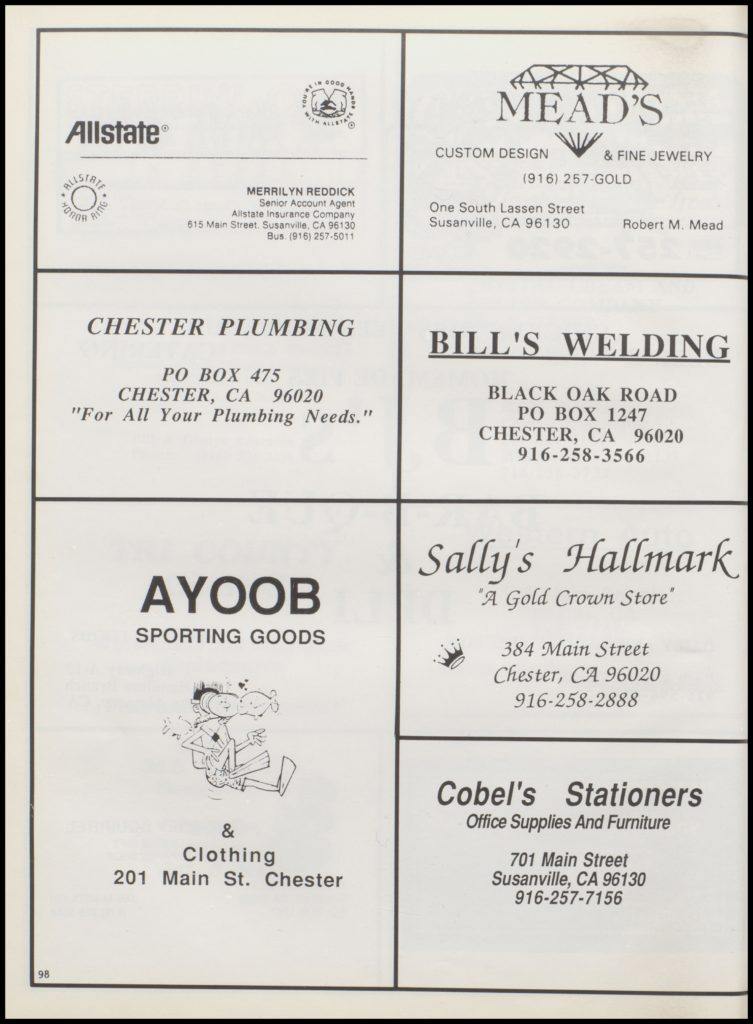 Allstate®
YOU'RE IN GOOD HANDS
WITH ALLSTATE®
ALLSTATE
HONOR RING
MERRILYN REDDICK
Senior Account Agent
Allstate Insurance Company
615 Main Street. Susanville, CA 96130
Bus. (916) 257-5011
MEAD'S
CUSTOM DESIGN & FINE JEWELRY
(916) 257-GOLD
One South Lassen Street
Susanville, CA 96130 Robert M. Mead
CHESTER PLUMBING
PO BOX 475
CHESTER, CA 96020
"For All Your Plumbing Needs."
BILL'S WELDING
BLACK OAK ROAD
PO BOX 1247
CHESTER, CA 96020
916-258-3566
AYOOB
SPORTING GOODS
&
Clothing
201 Main St. Chester
Sally's Hallmark
"A Gold Crown Store"
384 Main Street
Chester, CA 96020
916-258-2888
Cobel's Stationers
Office Supplies And Furniture
701 Main Street
Susanville, CA 96130
916-257-7156
98